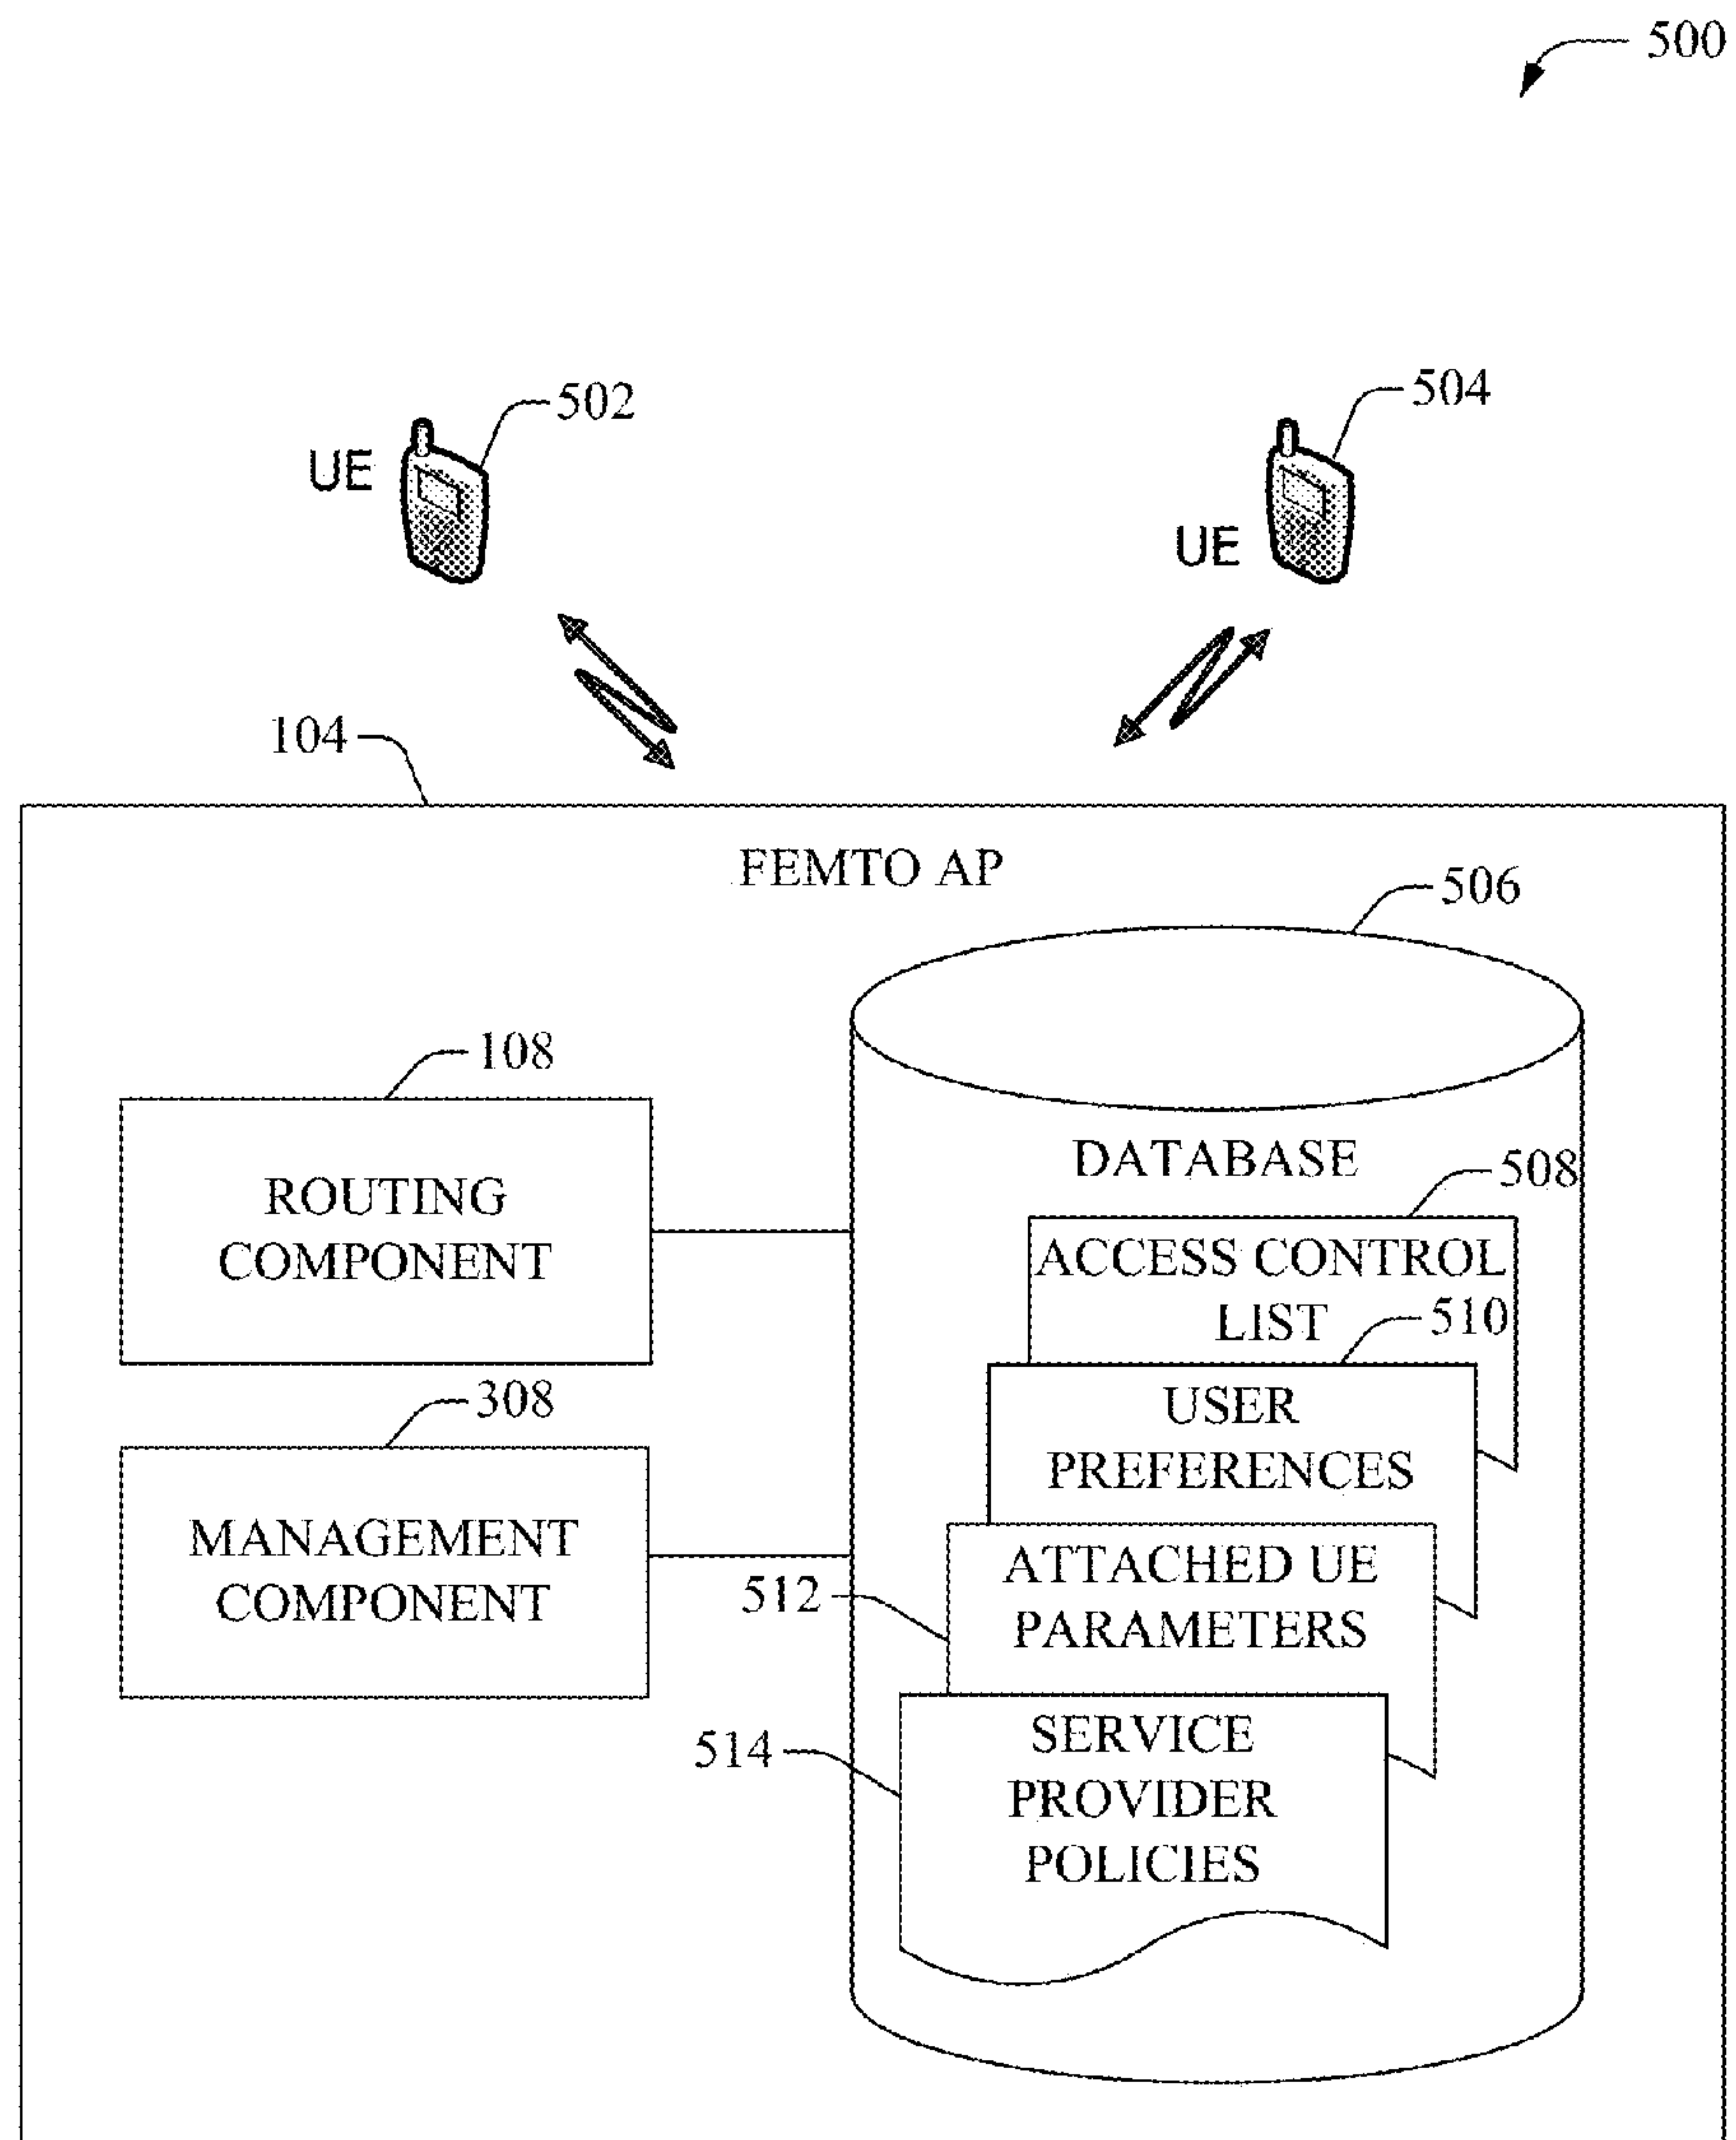 500
502
504
UE
UE
104
FEMTO AP
506
108
DATABASE
508
ROUTING
COMPONENT
ACCESS CONTROL
LIST
510
308
USER
PREFERENCES
MANAGEMENT
COMPONENT
ATTACHED UE
PARAMETERS
512
SERVICE
PROVIDER
POLICIES
514